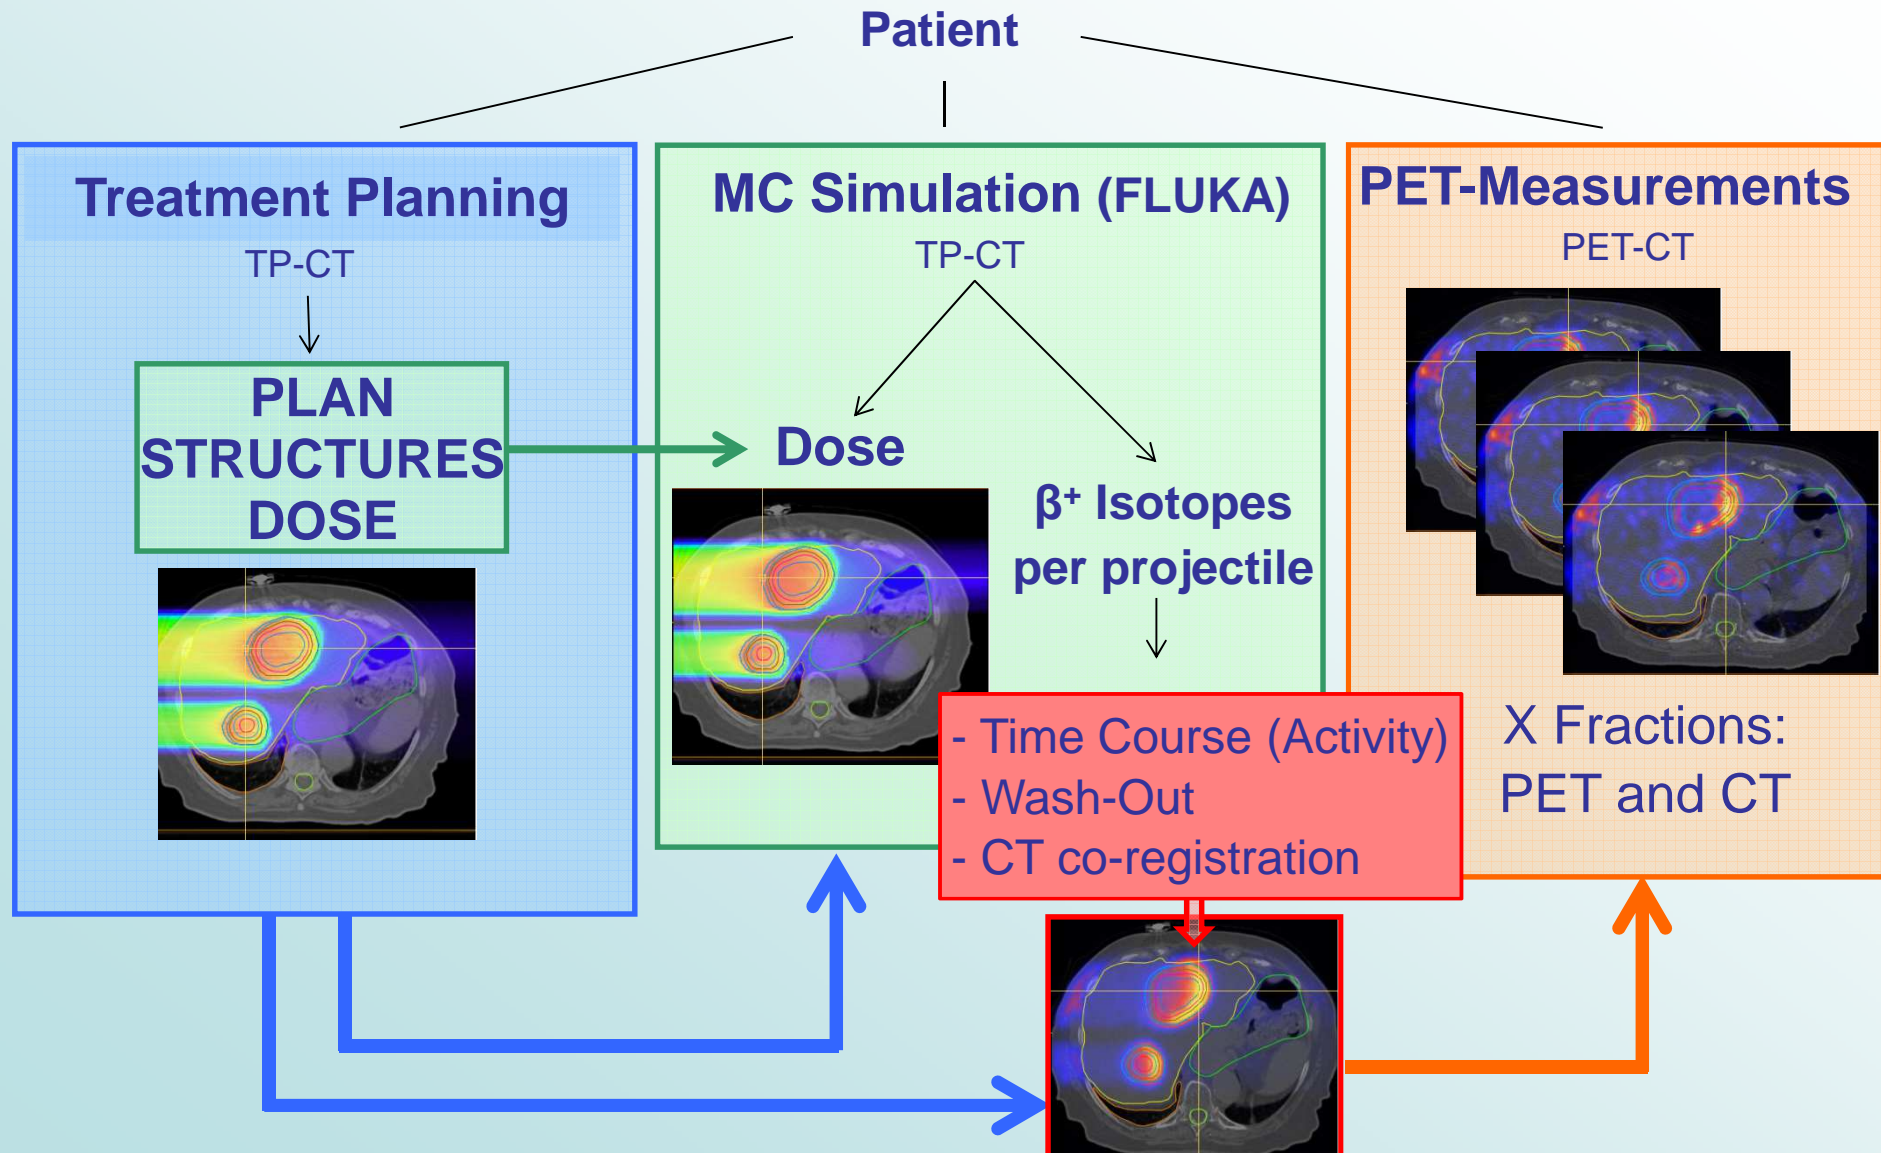 Patient
Treatment Planning
TP-CT
PLAN
STRUCTURES
DOSE
MC Simulation (FLUKA)
TP-CT
Dose
β⁺ Isotopes
per projectile
- Time Course (Activity)
- Wash-Out
- CT co-registration
PET-Measurements
PET-CT
X Fractions:
PET and CT